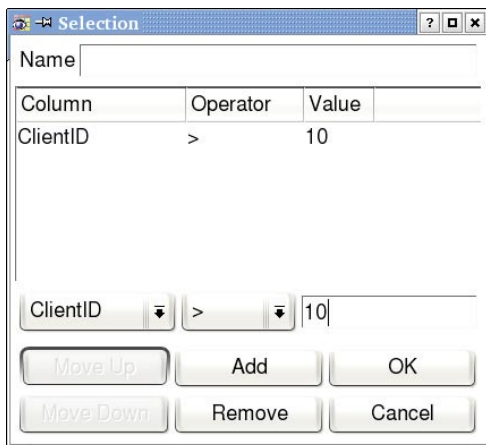 Selection
Name
Column Operator Value
ClientID > 10
ClientID > 10
Move Up Add OK
Move Down Remove Cancel